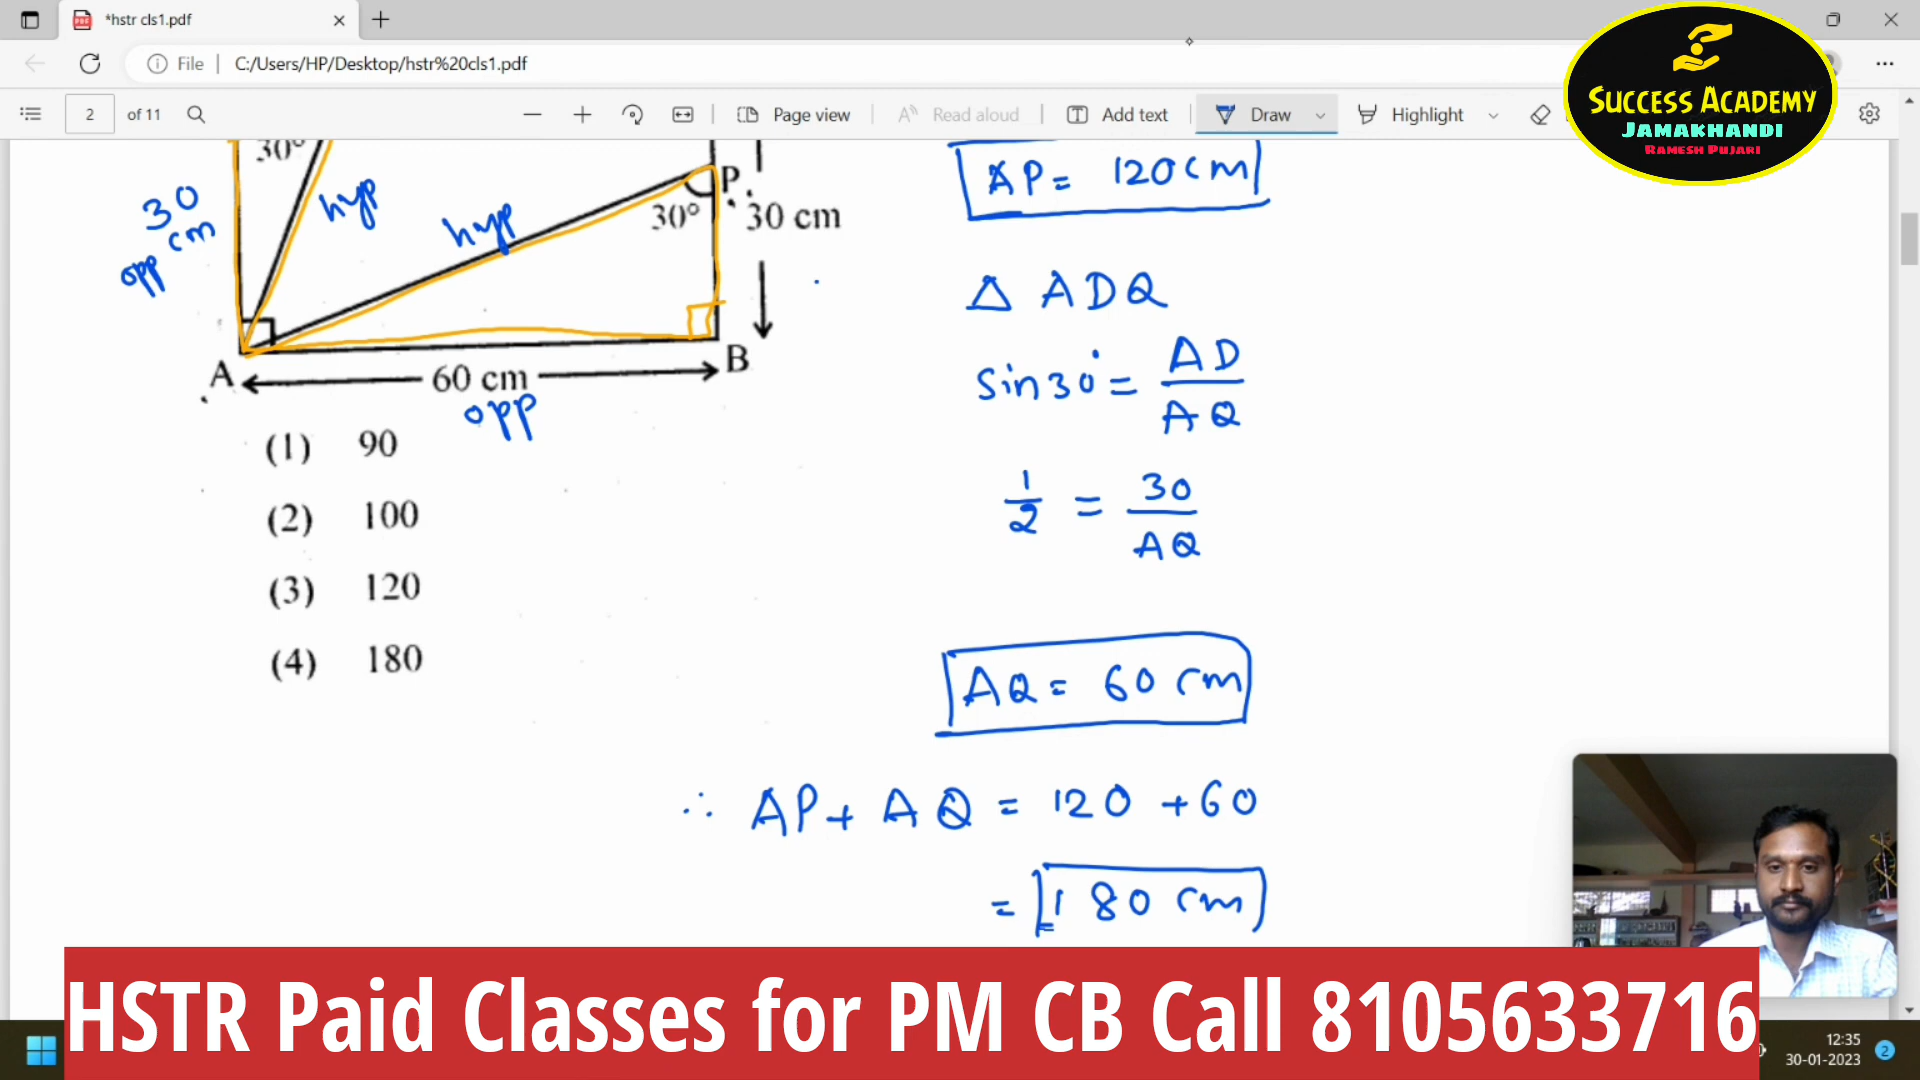 *hstr cls1.pdf
File C:/Users/HP/Desktop/hstr%20cls1.pdf
2 of 11 Page view Read aloud Add text Draw Highlight
SUCCESS ACADEMY
JAMAKHANDI
RAMESH PUJARI
30°
30 cm
opp
hyp
hyp
30°
P
30 cm
A
60 cm
B
opp
(1) 90
(2) 100
(3) 120
(4) 180
AP = 120 cm
△ ADQ
sin 30° = AD / AQ
1/2 = 30 / AQ
AQ = 60 cm
∴ AP + AQ = 120 + 60
= 180 cm
HSTR Paid Classes for PM CB Call 8105633716
12:35
30-01-2023
2